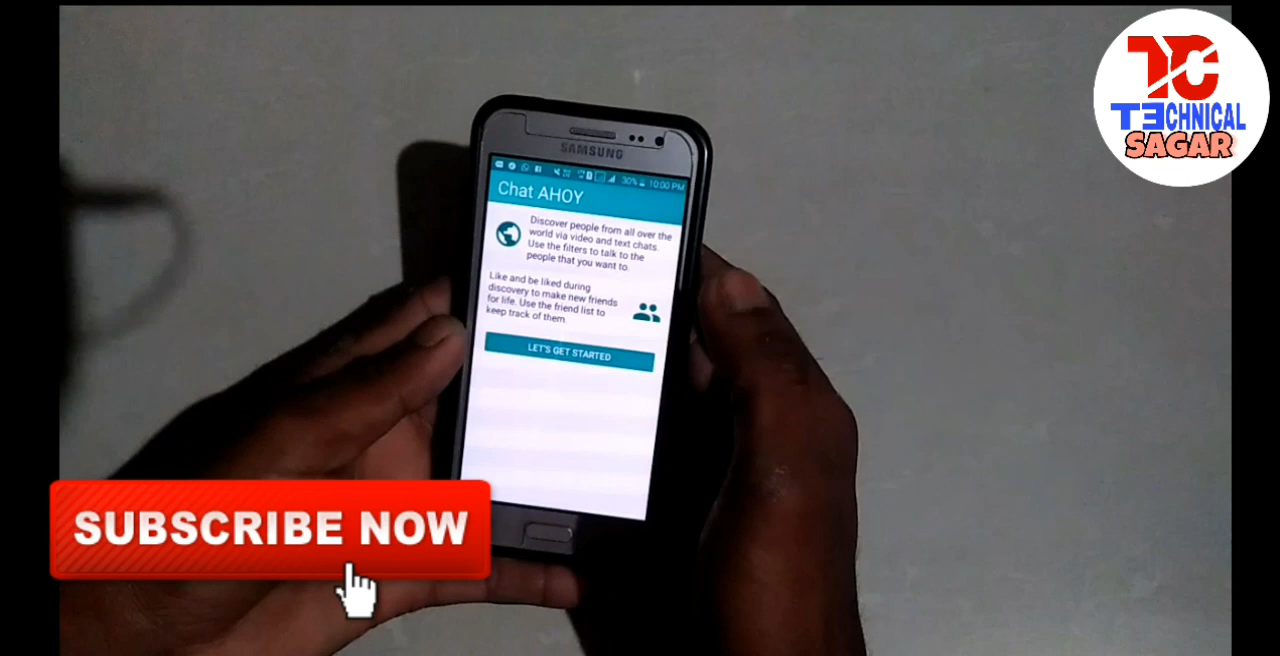 TC
TECHNICAL
SAGAR
SAMSUNG
30% 10:00 PM
Chat AHOY
Discover people from all over the
world via video and text chats.
Use the filters to talk to the
people that you want to.
Like and be liked during
discovery to make new friends
for life. Use the friend list to
keep track of them.
LET'S GET STARTED
SUBSCRIBE NOW